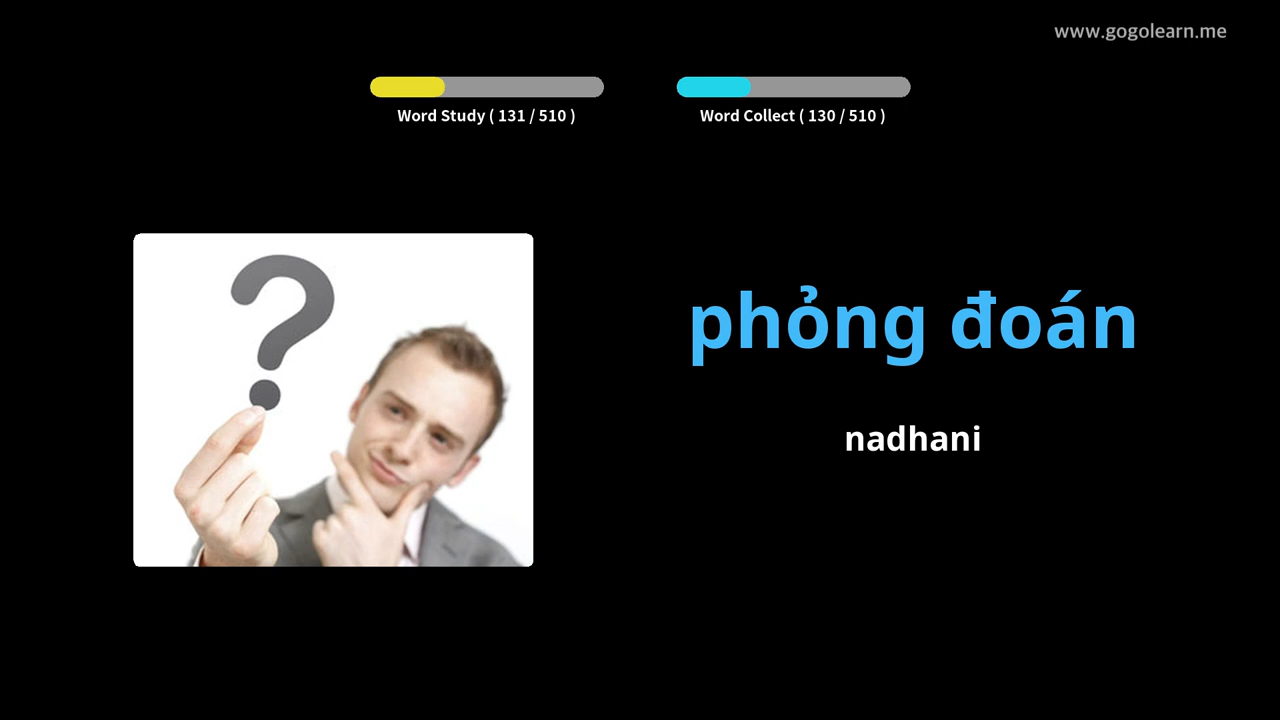 www.gogolearn.me
Word Study ( 131 / 510 )
Word Collect ( 130 / 510 )
phỏng đoán
nadhani